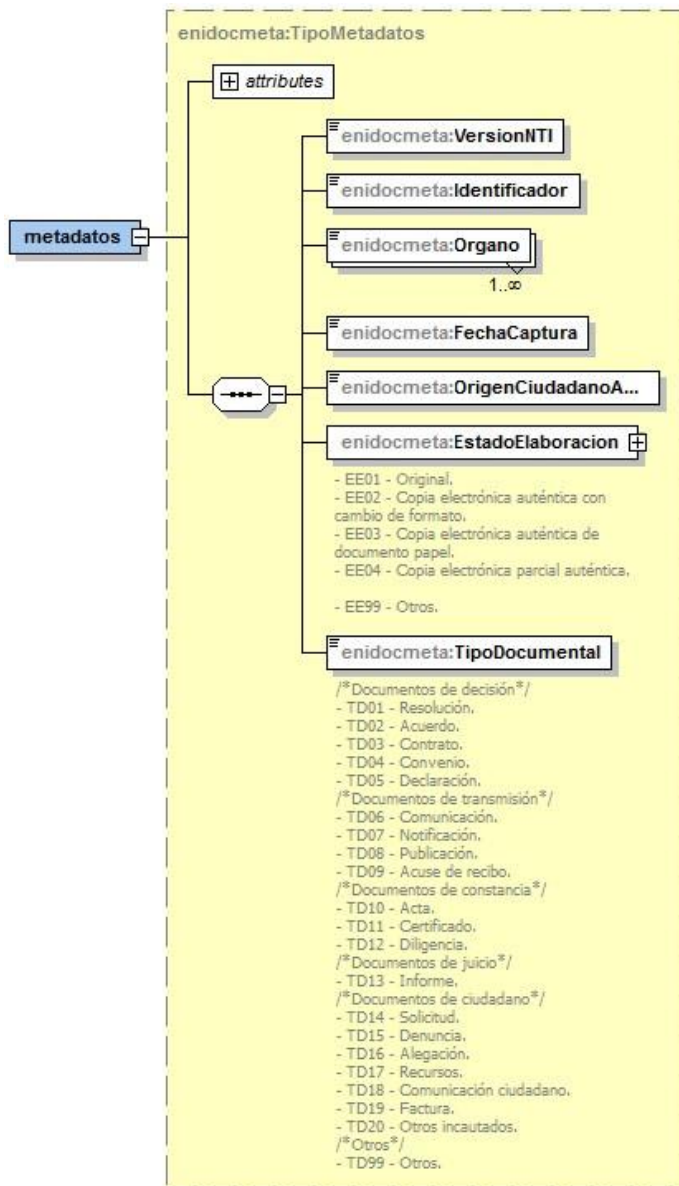 enidocmeta:TipoMetadatos
attributes
enidocmeta:VersionNTI
enidocmeta:Identificador
metadatos
enidocmeta:Organo
1..∞
enidocmeta:FechaCaptura
enidocmeta:OrigenCiudadanoA...
enidocmeta:EstadoElaboracion
- EE01 - Original.
- EE02 - Copia electrónica auténtica con
cambio de formato.
- EE03 - Copia electrónica auténtica de
documento papel.
- EE04 - Copia electrónica parcial auténtica.
- EE99 - Otros.
enidocmeta:TipoDocumental
/*Documentos de decisión*/
- TD01 - Resolución.
- TD02 - Acuerdo.
- TD03 - Contrato.
- TD04 - Convenio.
- TD05 - Declaración.
/*Documentos de transmisión*/
- TD06 - Comunicación.
- TD07 - Notificación.
- TD08 - Publicación.
- TD09 - Acuse de recibo.
/*Documentos de constancia*/
- TD10 - Acta.
- TD11 - Certificado.
- TD12 - Diligencia.
/*Documentos de juicio*/
- TD13 - Informe.
/*Documentos de ciudadano*/
- TD14 - Solicitud.
- TD15 - Denuncia.
- TD16 - Alegación.
- TD17 - Recursos.
- TD18 - Comunicación ciudadano.
- TD19 - Factura.
- TD20 - Otros incautados.
/*Otros*/
- TD99 - Otros.